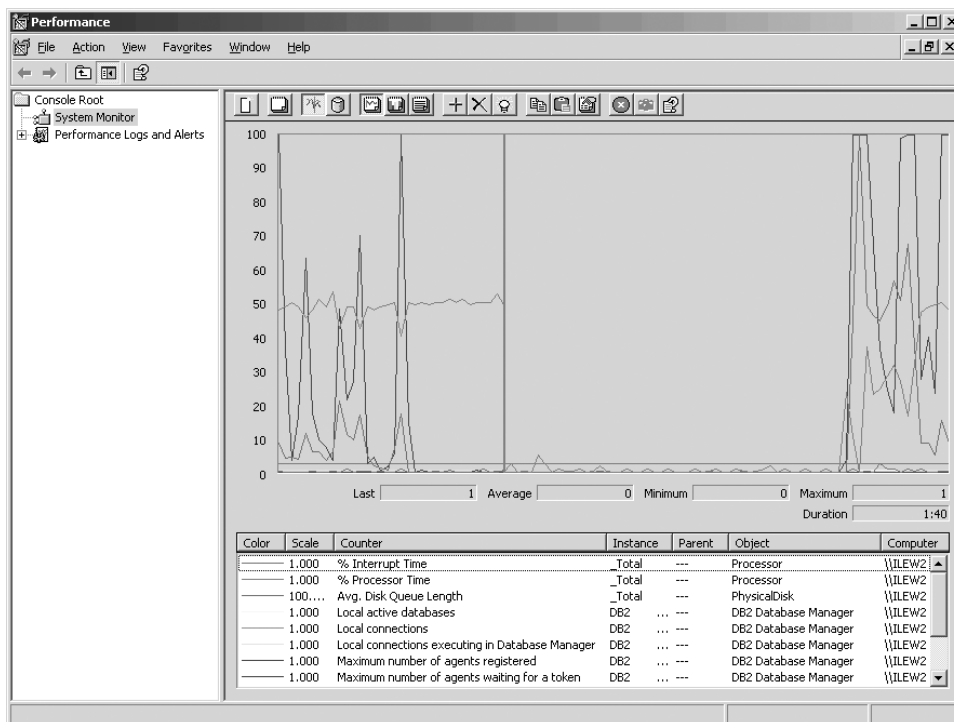 Performance
File Action View Favorites Window Help
Console Root
System Monitor
Performance Logs and Alerts
100
90
80
70
60
50
40
30
20
10
0
Last 1 Average 0 Minimum 0 Maximum 1
Duration 1:40
Color Scale Counter Instance Parent Object Computer
1.000 % Interrupt Time _Total --- Processor \\ILEW2
1.000 % Processor Time _Total --- Processor \\ILEW2
100.... Avg. Disk Queue Length _Total --- PhysicalDisk \\ILEW2
1.000 Local active databases DB2 ... --- DB2 Database Manager \\ILEW2
1.000 Local connections DB2 ... --- DB2 Database Manager \\ILEW2
1.000 Local connections executing in Database Manager DB2 ... --- DB2 Database Manager \\ILEW2
1.000 Maximum number of agents registered DB2 ... --- DB2 Database Manager \\ILEW2
1.000 Maximum number of agents waiting for a token DB2 ... --- DB2 Database Manager \\ILEW2